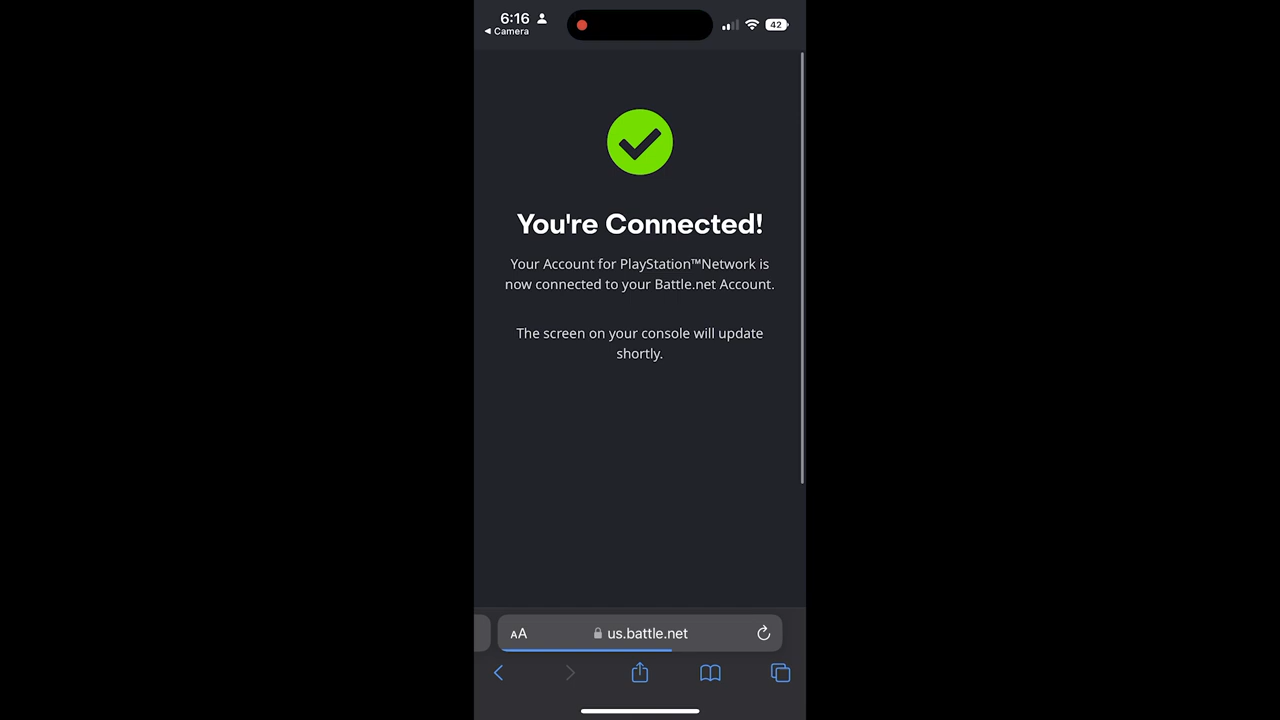 6:16
◀ Camera
42
You're Connected!
Your Account for PlayStation™Network is
now connected to your Battle.net Account.
The screen on your console will update
shortly.
AA
us.battle.net